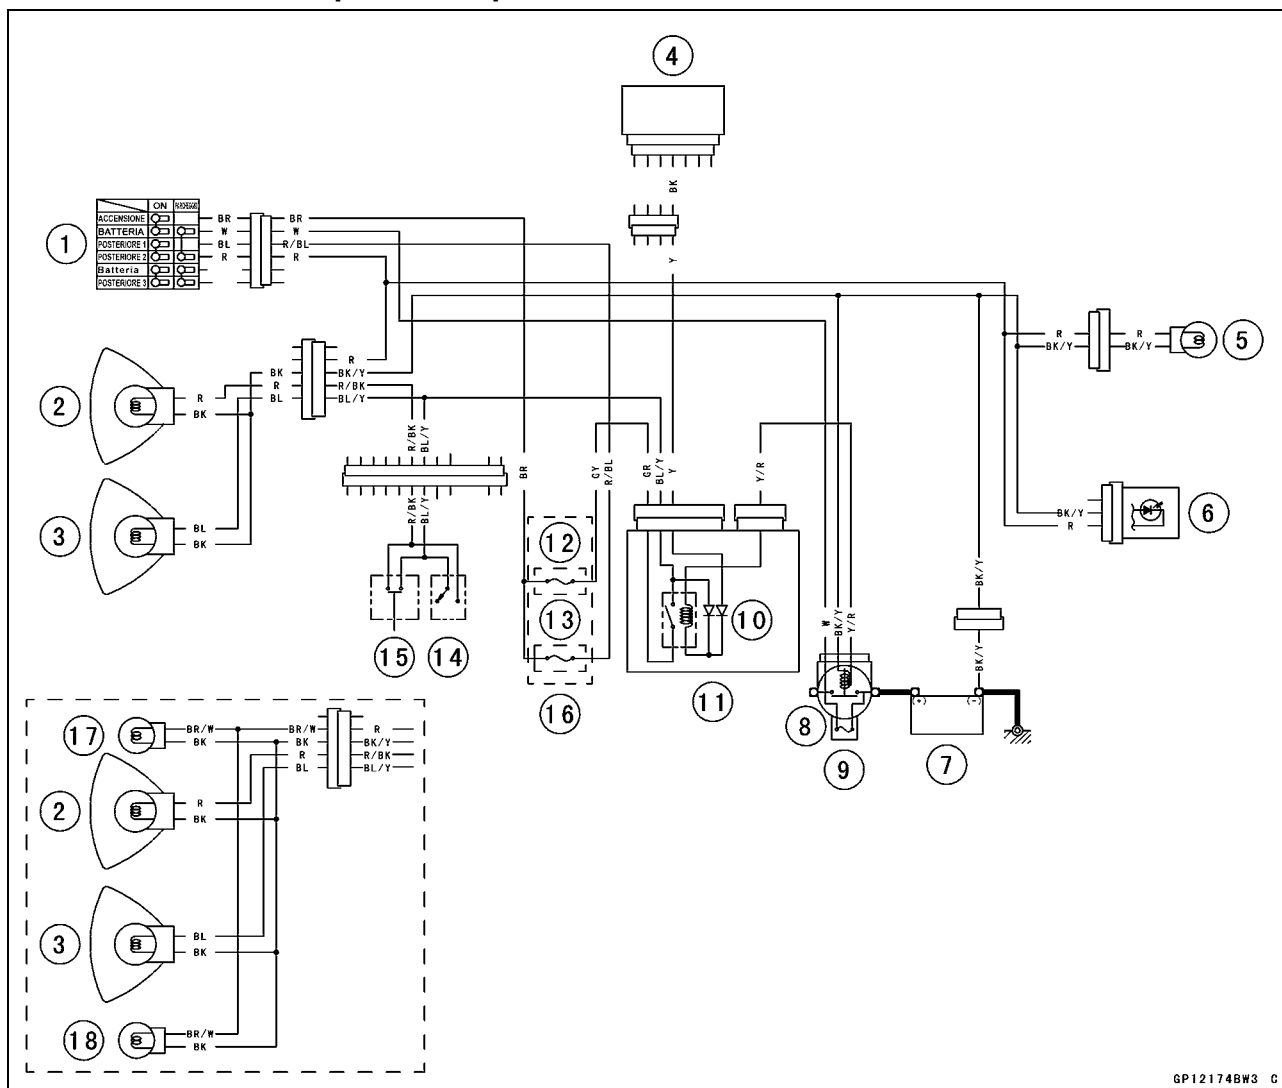 4
BK
ON PARCHEGGIO
ACCENSIONE BR BR
BATTERIA W W
1 POSTERIORE 1 BL R/BL
POSTERIORE 2 R R
Batteria
POSTERIORE 3
Y
R R 5
BK/Y BK/Y
R
BK BK/Y
R R/BK
BL BL/Y
2 R
BK
R/BK BL/Y
BR GY R/BL GR BL/Y Y Y/R
R/BK BL/Y
BK/Y 6
R
3 BL
BK
12
BK/Y
13 10
W BK/Y Y/R
BK/Y
15 14
16 11
(+) (-)
8
9 7
17 BR/W BR/W R
BK BK BK/Y
R R/BK
BL BL/Y
2 R
BK
3 BL
BK
18 BR/W
BK
GP12174BW3 C